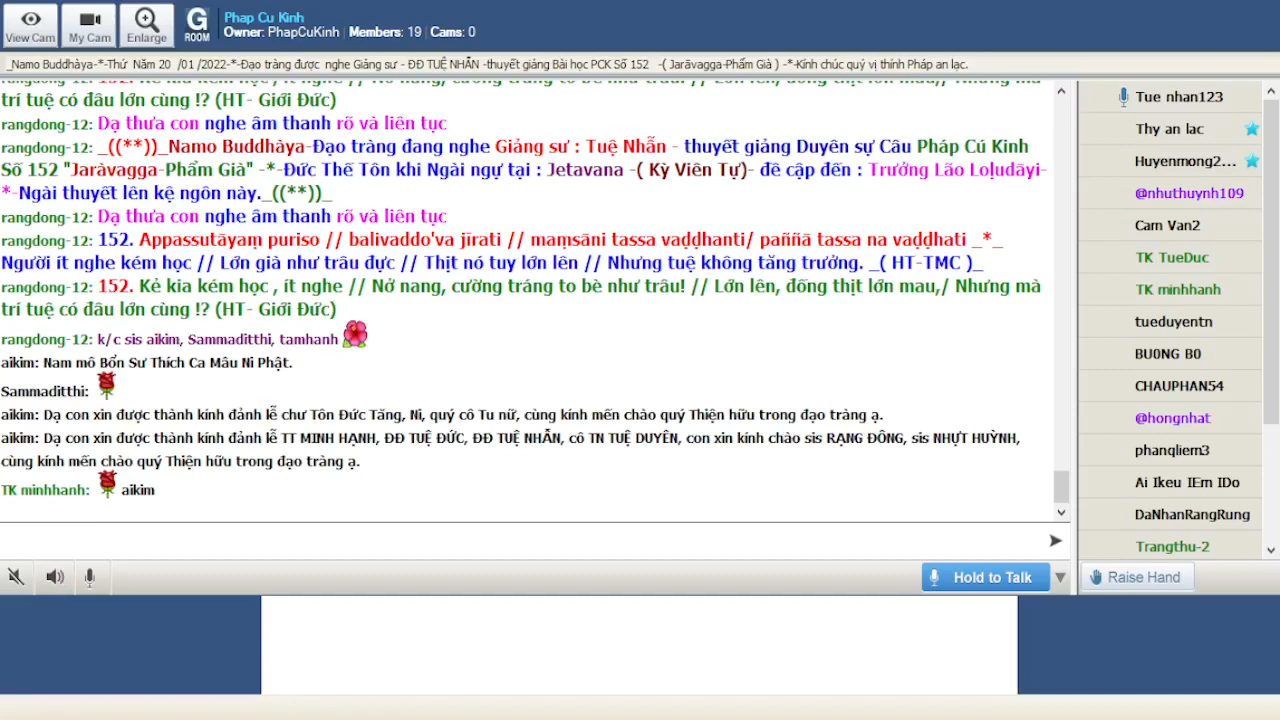 View Cam
My Cam
Enlarge
G
ROOM
Phap Cu Kinh
Owner: PhapCuKinh | Members: 19 | Cams: 0
_Namo Buddhàya-*-Thứ Năm 20 /01 /2022-*-Đạo tràng được nghe Giảng sư - ĐĐ TUỆ NHẪN -thuyết giảng Bài học PCK Số 152 -( Jarāvagga-Phẩm Già ) -*-Kính chúc quý vị thính Pháp an lạc.
trí tuệ có đâu lớn cùng !? (HT- Giới Đức)
rangdong-12: Dạ thưa con nghe âm thanh rõ và liên tục
rangdong-12: _((**))_Namo Buddhàya-Đạo tràng đang nghe Giảng sư : Tuệ Nhẫn - thuyết giảng Duyên sự Câu Pháp Cú Kinh
Số 152 "Jaràvagga-Phẩm Già" -*-Đức Thế Tôn khi Ngài ngự tại : Jetavana -( Kỳ Viên Tự)- đề cập đến : Trưởng Lão Loḷudāyi-
*-Ngài thuyết lên kệ ngôn này._((**))_
rangdong-12: Dạ thưa con nghe âm thanh rõ và liên tục
rangdong-12: 152. Appassutāyaṃ puriso // balivaddo'va jīrati // maṃsāni tassa vaḍḍhanti/ paññā tassa na vaḍḍhati _*_
Người ít nghe kém học // Lớn già như trâu đực // Thịt nó tuy lớn lên // Nhưng tuệ không tăng trưởng. _( HT-TMC )_
rangdong-12: 152. Kẻ kia kém học , ít nghe // Nở nang, cường tráng to bè như trâu! // Lớn lên, đống thịt lớn mau,/ Nhưng mà
trí tuệ có đâu lớn cùng !? (HT- Giới Đức)
rangdong-12: k/c sis aikim, Sammaditthi, tamhanh
aikim: Nam mô Bổn Sư Thích Ca Mâu Ni Phật.
Sammaditthi:
aikim: Dạ con xin được thành kính đảnh lễ chư Tôn Đức Tăng, Ni, quý cô Tu nữ, cùng kính mến chào quý Thiện hữu trong đạo tràng ạ.
aikim: Dạ con xin được thành kính đảnh lễ TT MINH HẠNH, ĐĐ TUỆ ĐỨC, ĐĐ TUỆ NHẪN, cô TN TUỆ DUYÊN, con xin kính chào sis RẠNG ĐÔNG, sis NHỰT HUỲNH,
cùng kính mến chào quý Thiện hữu trong đạo tràng ạ.
TK minhhanh: aikim
Hold to Talk
Tue nhan123
Thy an lac
Huyenmong2...
@nhuthuynh109
Cam Van2
TK TueDuc
TK minhhanh
tueduyentn
BU0NG B0
CHAUPHAN54
@hongnhat
phanqliem3
Ai Ikeu IEm IDo
DaNhanRangRung
Trangthu-2
Raise Hand